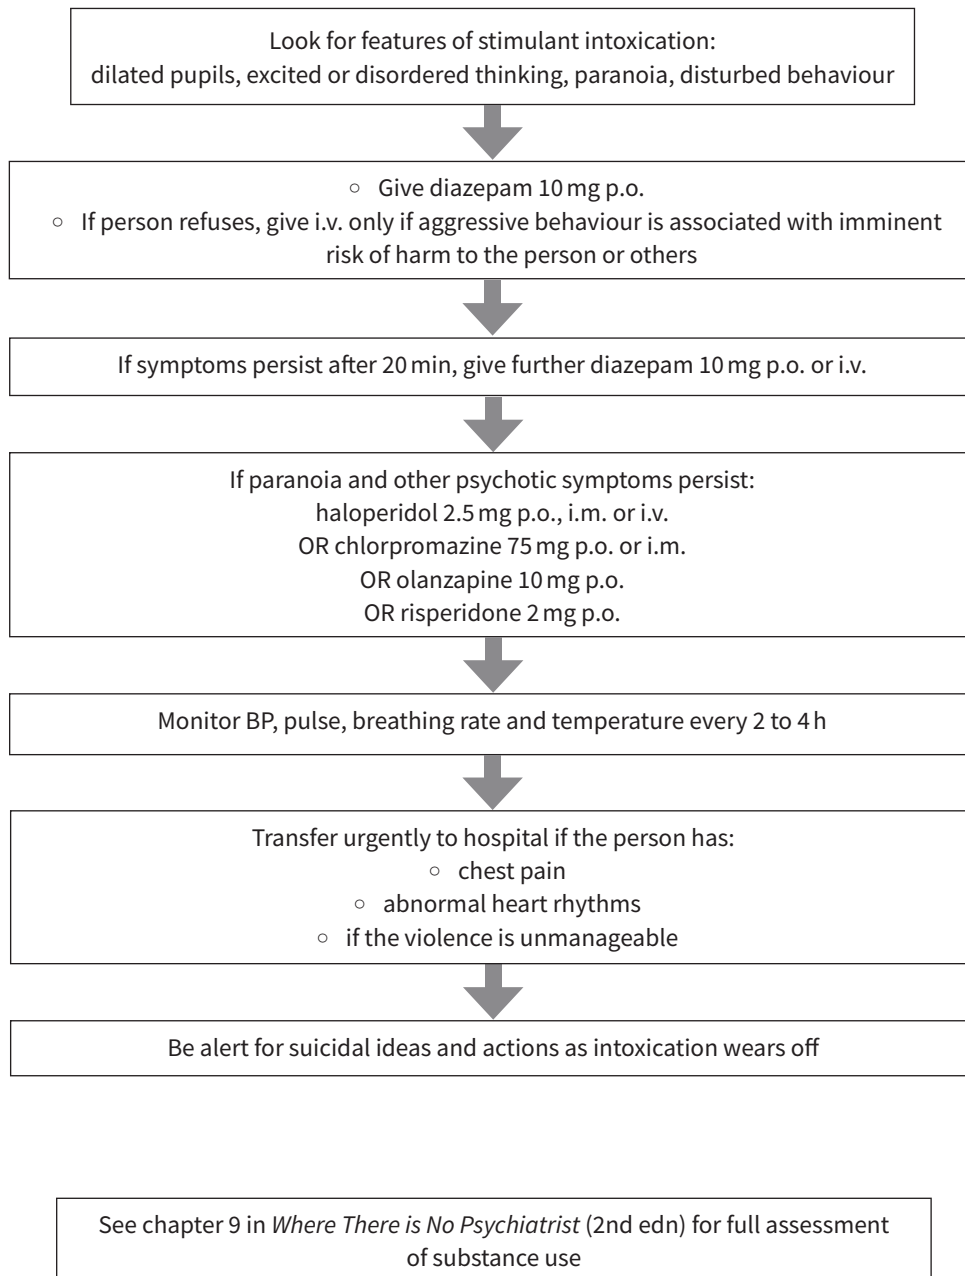 Look for features of stimulant intoxication:
dilated pupils, excited or disordered thinking, paranoia, disturbed behaviour
○ Give diazepam 10 mg p.o.
○ If person refuses, give i.v. only if aggressive behaviour is associated with imminent
risk of harm to the person or others
If symptoms persist after 20 min, give further diazepam 10 mg p.o. or i.v.
If paranoia and other psychotic symptoms persist:
haloperidol 2.5 mg p.o., i.m. or i.v.
OR chlorpromazine 75 mg p.o. or i.m.
OR olanzapine 10 mg p.o.
OR risperidone 2 mg p.o.
Monitor BP, pulse, breathing rate and temperature every 2 to 4 h
Transfer urgently to hospital if the person has:
○ chest pain
○ abnormal heart rhythms
○ if the violence is unmanageable
Be alert for suicidal ideas and actions as intoxication wears off
See chapter 9 in Where There is No Psychiatrist (2nd edn) for full assessment
of substance use